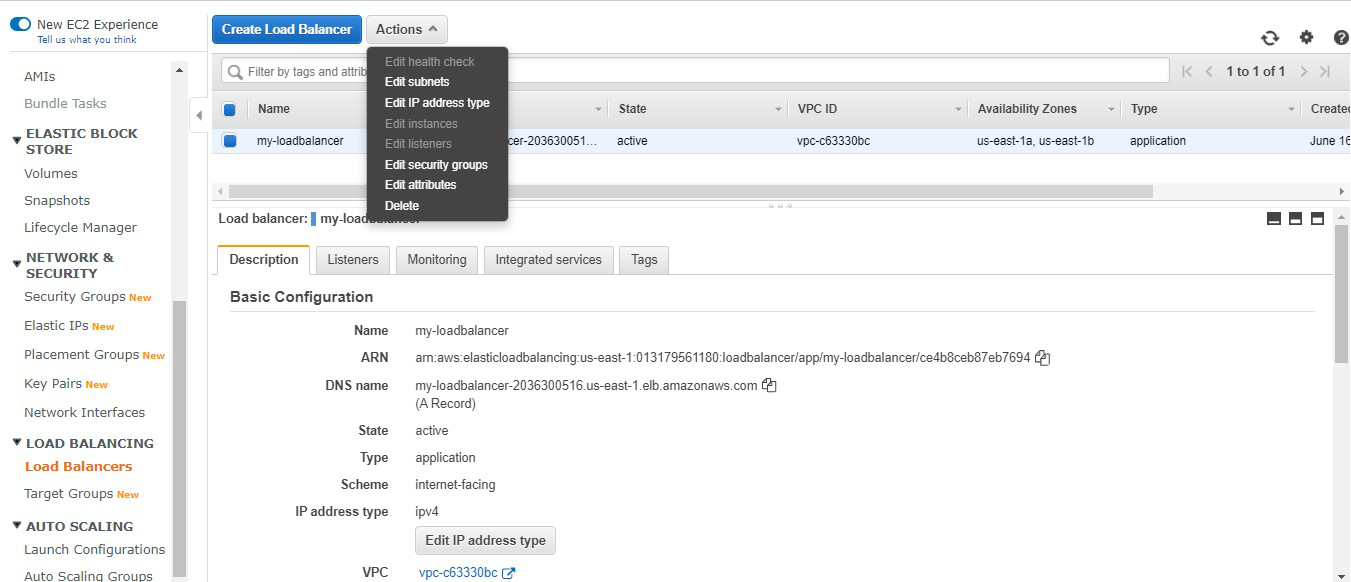 New EC2 Experience
Tell us what you think
AMIs
Bundle Tasks
ELASTIC BLOCK
STORE
Volumes
Snapshots
Lifecycle Manager
NETWORK &
SECURITY
Security Groups New
Elastic IPs New
Placement Groups New
Key Pairs New
Network Interfaces
LOAD BALANCING
Load Balancers
Target Groups New
AUTO SCALING
Launch Configurations
Auto Scaling Groups
Create Load Balancer Actions
Filter by tags and attrib
1 to 1 of 1
Edit health check
Edit subnets
Edit IP address type
Edit instances
Edit listeners
Edit security groups
Edit attributes
Delete
Name State VPC ID Availability Zones Type Created
my-loadbalancer cer-203630051... active vpc-c63330bc us-east-1a, us-east-1b application June 16
Load balancer: my-loadbalancer
Description Listeners Monitoring Integrated services Tags
Basic Configuration
Name my-loadbalancer
ARN arn:aws:elasticloadbalancing:us-east-1:013179561180:loadbalancer/app/my-loadbalancer/ce4b8ceb87eb7694
DNS name my-loadbalancer-2036300516.us-east-1.elb.amazonaws.com
(A Record)
State active
Type application
Scheme internet-facing
IP address type ipv4
Edit IP address type
VPC vpc-c63330bc